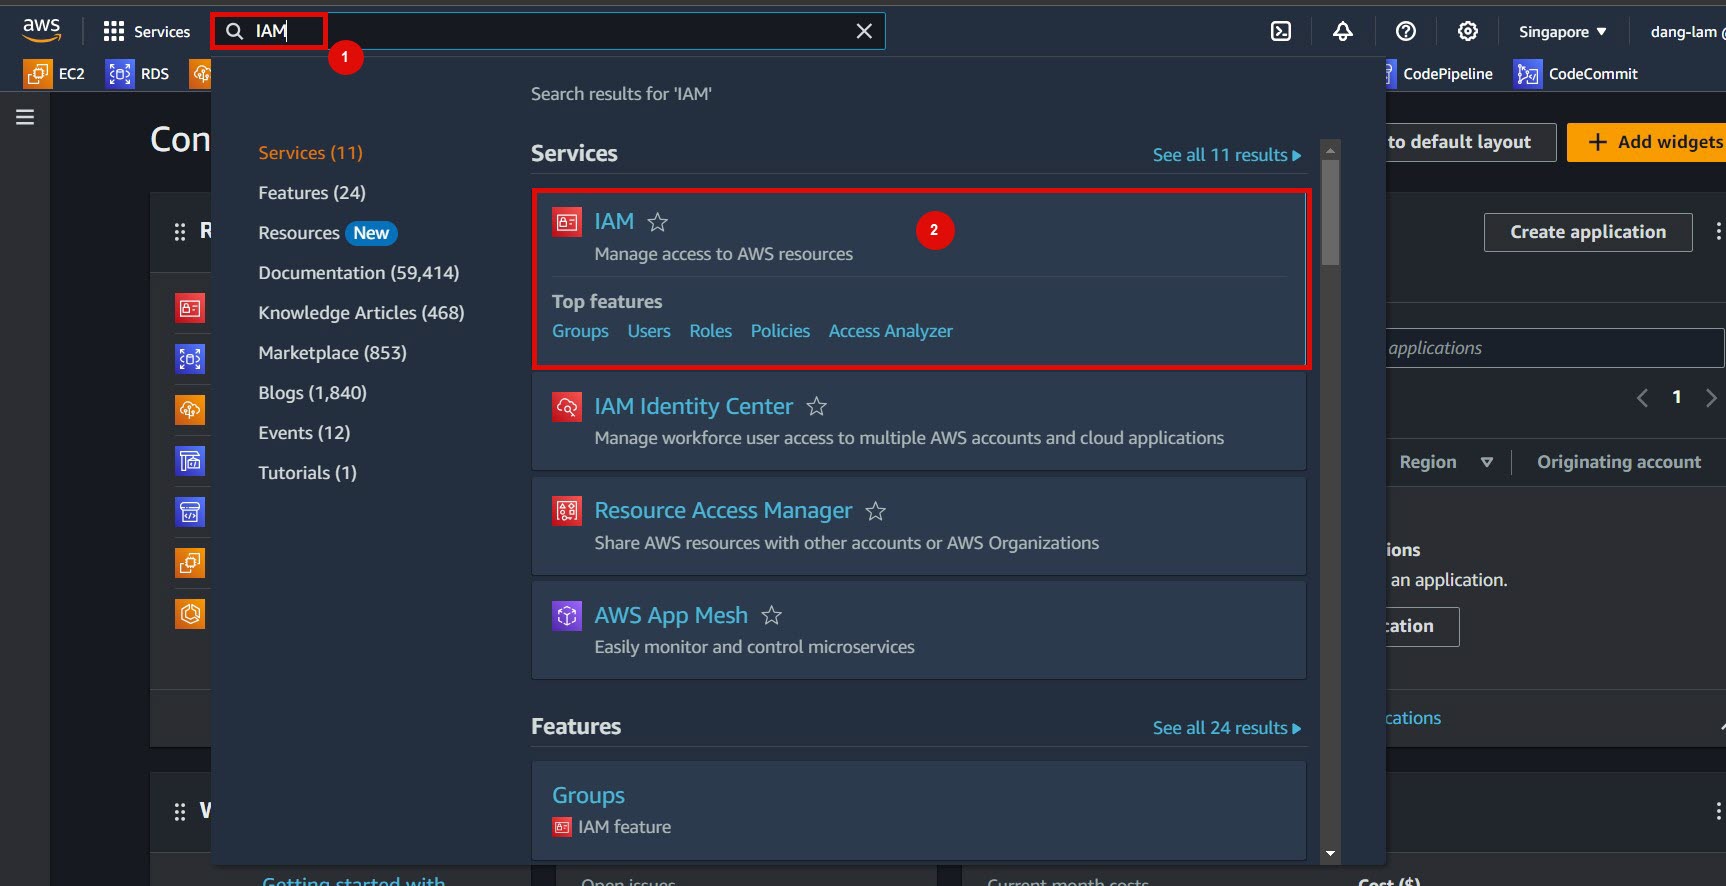 aws
Services
IAM
1
Singapore ▼
dang-lam @
EC2
RDS
CodePipeline
CodeCommit
Search results for 'IAM'
Con
to default layout
+ Add widgets
Services (11)
Features (24)
Resources New
Documentation (59,414)
Knowledge Articles (468)
Marketplace (853)
Blogs (1,840)
Events (12)
Tutorials (1)
Services
See all 11 results ▶
IAM
2
Manage access to AWS resources
Top features
Groups Users Roles Policies Access Analyzer
IAM Identity Center
Manage workforce user access to multiple AWS accounts and cloud applications
Resource Access Manager
Share AWS resources with other accounts or AWS Organizations
AWS App Mesh
Easily monitor and control microservices
Features
See all 24 results ▶
Groups
IAM feature
R
Create application
applications
1
Region
Originating account
ions
an application.
cation
cations
W
Getting started with
Open issues
Current month costs
Cost ($)